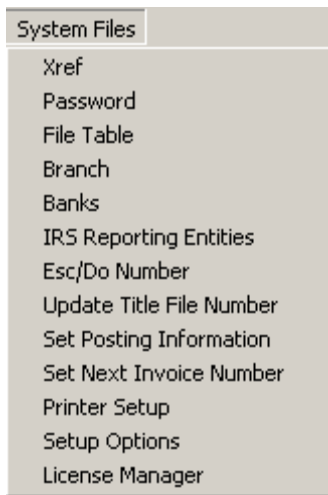 System Files
Xref
Password
File Table
Branch
Banks
IRS Reporting Entities
Esc/Do Number
Update Title File Number
Set Posting Information
Set Next Invoice Number
Printer Setup
Setup Options
License Manager